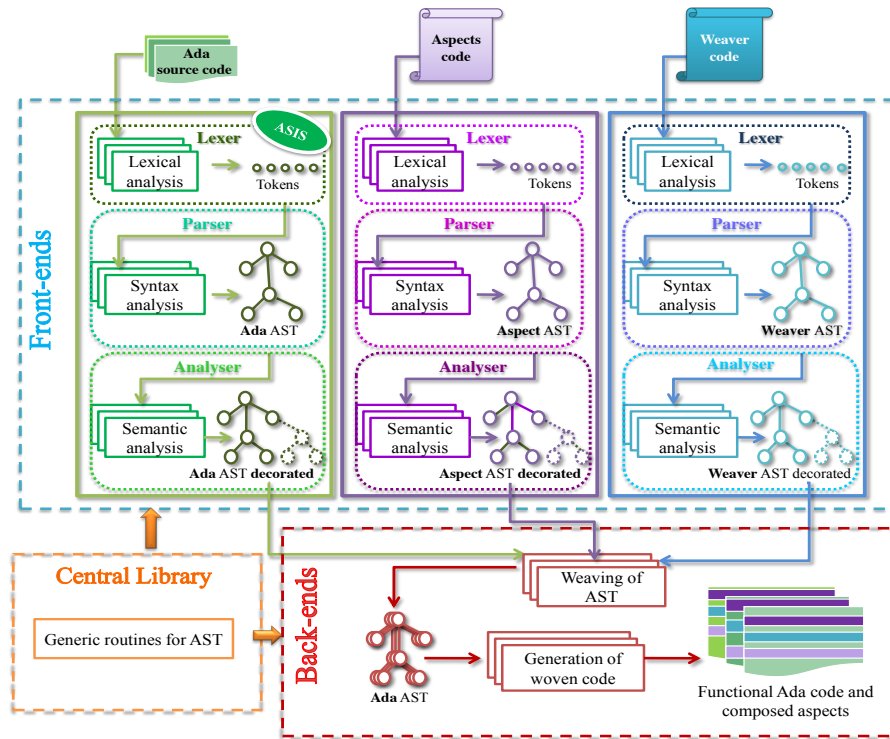 Ada
source code
Aspects
code
Weaver
code
Front-ends
ASIS
Lexer
Lexical
analysis
Tokens
Parser
Syntax
analysis
Ada AST
Analyser
Semantic
analysis
Ada AST decorated
Lexer
Lexical
analysis
Tokens
Parser
Syntax
analysis
Aspect AST
Analyser
Semantic
analysis
Aspect AST decorated
Lexer
Lexical
analysis
Tokens
Parser
Syntax
analysis
Weaver AST
Analyser
Semantic
analysis
Weaver AST decorated
Central Library
Generic routines for AST
Back-ends
Weaving of
AST
Ada AST
Generation of
woven code
Functional Ada code and
composed aspects